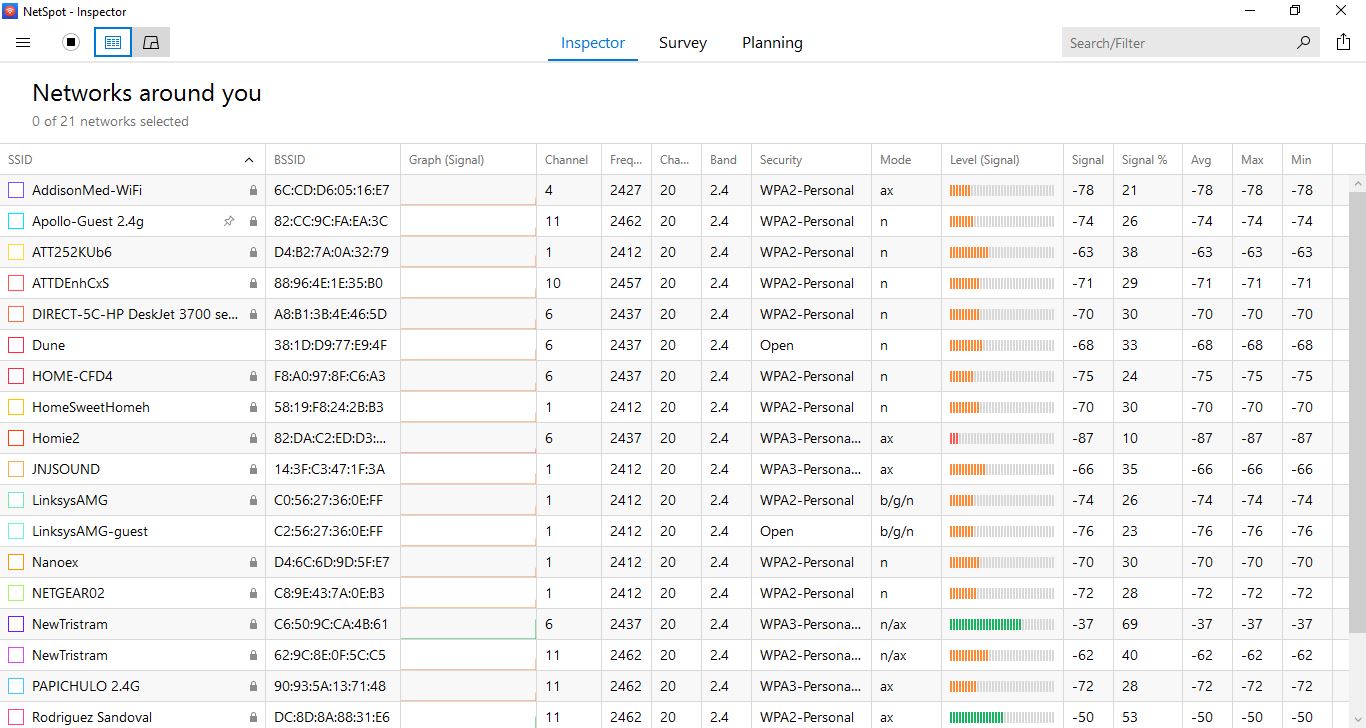 NetSpot - Inspector
Inspector Survey Planning Search/Filter
Networks around you
0 of 21 networks selected
SSID BSSID Graph (Signal) Channel Freq... Cha... Band Security Mode Level (Signal) Signal Signal % Avg Max Min
AddisonMed-WiFi 6C:CD:D6:05:16:E7 4 2427 20 2.4 WPA2-Personal ax -78 21 -78 -78 -78
Apollo-Guest 2.4g 82:CC:9C:FA:EA:3C 11 2462 20 2.4 WPA2-Personal n -74 26 -74 -74 -74
ATT252KUb6 D4:B2:7A:0A:32:79 1 2412 20 2.4 WPA2-Personal n -63 38 -63 -63 -63
ATTDEnhCxS 88:96:4E:1E:35:B0 10 2457 20 2.4 WPA2-Personal n -71 29 -71 -71 -71
DIRECT-5C-HP DeskJet 3700 se... A8:B1:3B:4E:46:5D 6 2437 20 2.4 WPA2-Personal n -70 30 -70 -70 -70
Dune 38:1D:D9:77:E9:4F 6 2437 20 2.4 Open n -68 33 -68 -68 -68
HOME-CFD4 F8:A0:97:8F:C6:A3 6 2437 20 2.4 WPA2-Personal n -75 24 -75 -75 -75
HomeSweetHomeh 58:19:F8:24:2B:B3 1 2412 20 2.4 WPA2-Personal n -70 30 -70 -70 -70
Homie2 82:DA:C2:ED:D3:... 6 2437 20 2.4 WPA3-Persona... ax -87 10 -87 -87 -87
JNJSOUND 14:3F:C3:47:1F:3A 1 2412 20 2.4 WPA3-Persona... ax -66 35 -66 -66 -66
LinksysAMG C0:56:27:36:0E:FF 1 2412 20 2.4 WPA2-Personal b/g/n -74 26 -74 -74 -74
LinksysAMG-guest C2:56:27:36:0E:FF 1 2412 20 2.4 Open b/g/n -76 23 -76 -76 -76
Nanoex D4:6C:6D:9D:5F:E7 1 2412 20 2.4 WPA2-Personal n -70 30 -70 -70 -70
NETGEAR02 C8:9E:43:7A:0E:B3 1 2412 20 2.4 WPA2-Personal n -72 28 -72 -72 -72
NewTristram C6:50:9C:CA:4B:61 6 2437 20 2.4 WPA3-Persona... n/ax -37 69 -37 -37 -37
NewTristram 62:9C:8E:0F:5C:C5 11 2462 20 2.4 WPA2-Persona... n/ax -62 40 -62 -62 -62
PAPICHULO 2.4G 90:93:5A:13:71:48 11 2462 20 2.4 WPA3-Persona... ax -72 28 -72 -72 -72
Rodriguez Sandoval DC:8D:8A:88:31:E6 11 2462 20 2.4 WPA2-Personal ax -50 53 -50 -50 -50